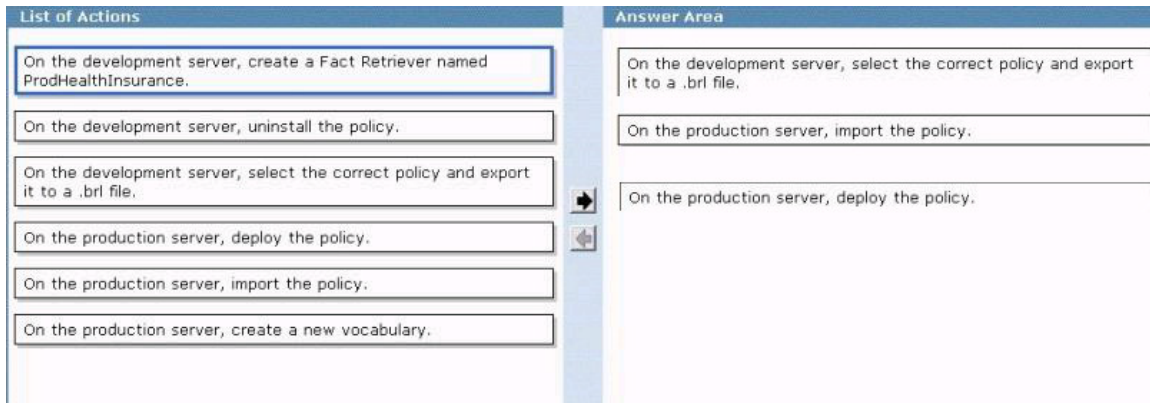 List of Actions
On the development server, create a Fact Retriever named
ProdHealthInsurance.
On the development server, uninstall the policy.
On the development server, select the correct policy and export
it to a .brl file.
On the production server, deploy the policy.
On the production server, import the policy.
On the production server, create a new vocabulary.
Answer Area
On the development server, select the correct policy and export
it to a .brl file.
On the production server, import the policy.
On the production server, deploy the policy.